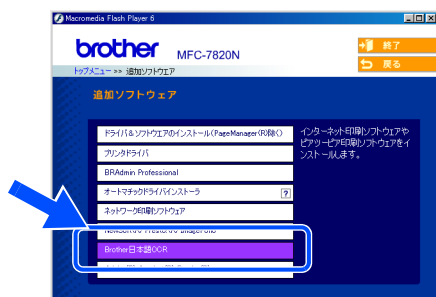 Macromedia Flash Player 6
brother MFC-7820N
終了
戻る
トップメニュー >> 追加ソフトウェア
追加ソフトウェア
ドライバ&ソフトウェアのインストール(PageManager(R)除く)
プリンタドライバ
BRAdmin Professional
オートマチックドライバインストーラ ?
ネットワーク印刷ソフトウェア
Brother日本語OCR
インターネット印刷ソフトウェアや
ピアツーピア印刷ソフトウェアをイ
ンストールします。